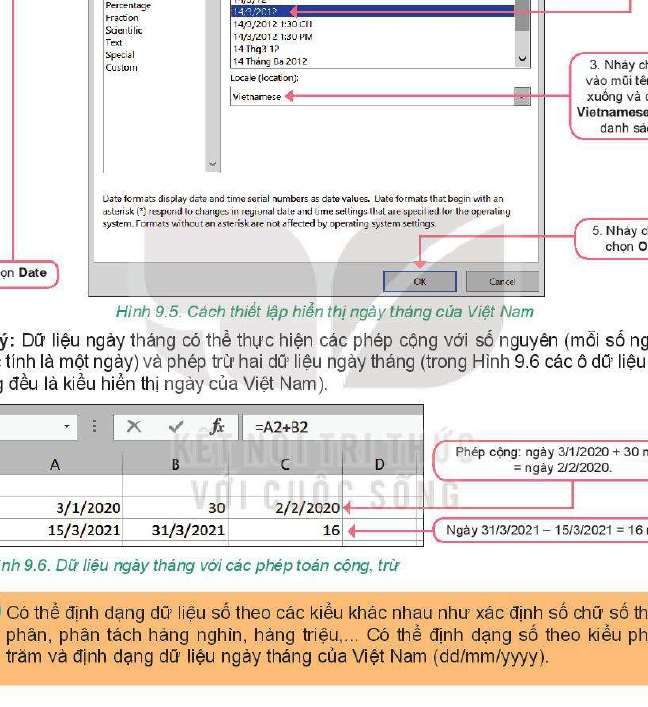 Percentage
Fraction
Scientific
Text
Special
Custom
14/3/2012
14/3/2012 1:30 CH
14/3/2012 1:30 PM
14 Thg3 12
14 Tháng Ba 2012
Locale (location):
Vietnamese
Date formats display date and time serial numbers as date values. Date formats that begin with an
asterisk (*) respond to changes in regional date and time settings that are specified for the operating
system. Formats without an asterisk are not affected by operating system settings.
OK
Cancel
3. Nháy
vào mũi
xuống và
Vietnamese
danh
5. Nháy
chọn
Date
Hình 9.5. Cách thiết lập hiển thị ngày tháng của Việt Nam
ý: Dữ liệu ngày tháng có thể thực hiện các phép cộng với số nguyên (mỗi số
tính là một ngày) và phép trừ hai dữ liệu ngày tháng (trong Hình 9.6 các ô dữ liệu
đều là kiểu hiển thị ngày của Việt Nam).
fx =A2+B2
A B C D
3/1/2020 30 2/2/2020
15/3/2021 31/3/2021 16
Phép cộng: ngày 3/1/2020 + 30
= ngày 2/2/2020.
Ngày 31/3/2021 – 15/3/2021 = 16
KẾT NỐI TRI THỨC
VỚI CUỘC SỐNG
9.6. Dữ liệu ngày tháng với các phép toán cộng, trừ
Có thể định dạng dữ liệu số theo các kiểu khác nhau như xác định số chữ số
phân, phân tách hàng nghìn, hàng triệu,... Có thể định dạng số theo kiểu
trăm và định dạng dữ liệu ngày tháng của Việt Nam (dd/mm/yyyy).